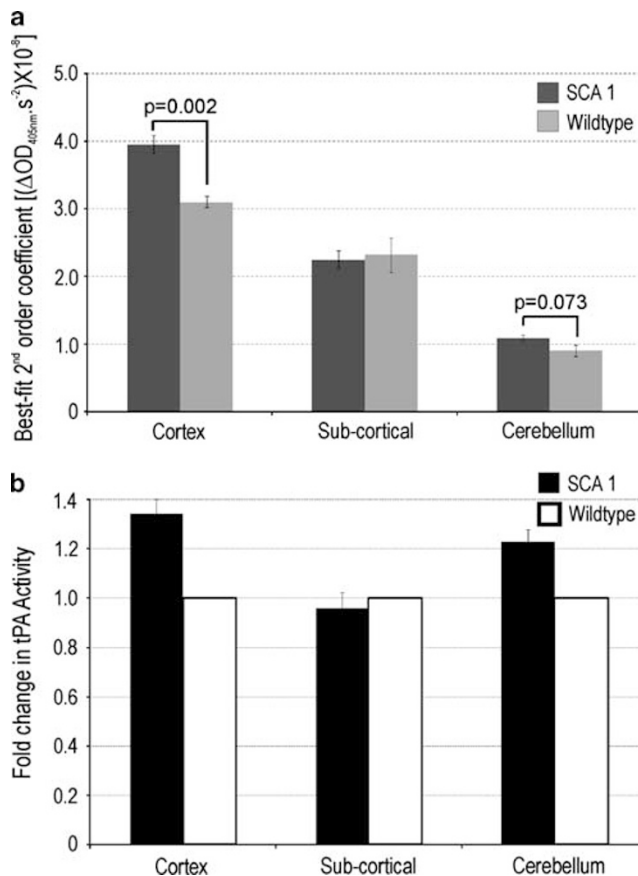 a
Best-fit 2nd order coefficient [(ΔOD405nm.s-2)X10-8)
5.0
4.0
3.0
2.0
1.0
0
SCA 1
Wildtype
p=0.002
p=0.073
Cortex
Sub-cortical
Cerebellum
b
Fold change in tPA Activity
1.4
1.2
1.0
0.8
0.6
0.4
0.2
0
SCA 1
Wildtype
Cortex
Sub-cortical
Cerebellum